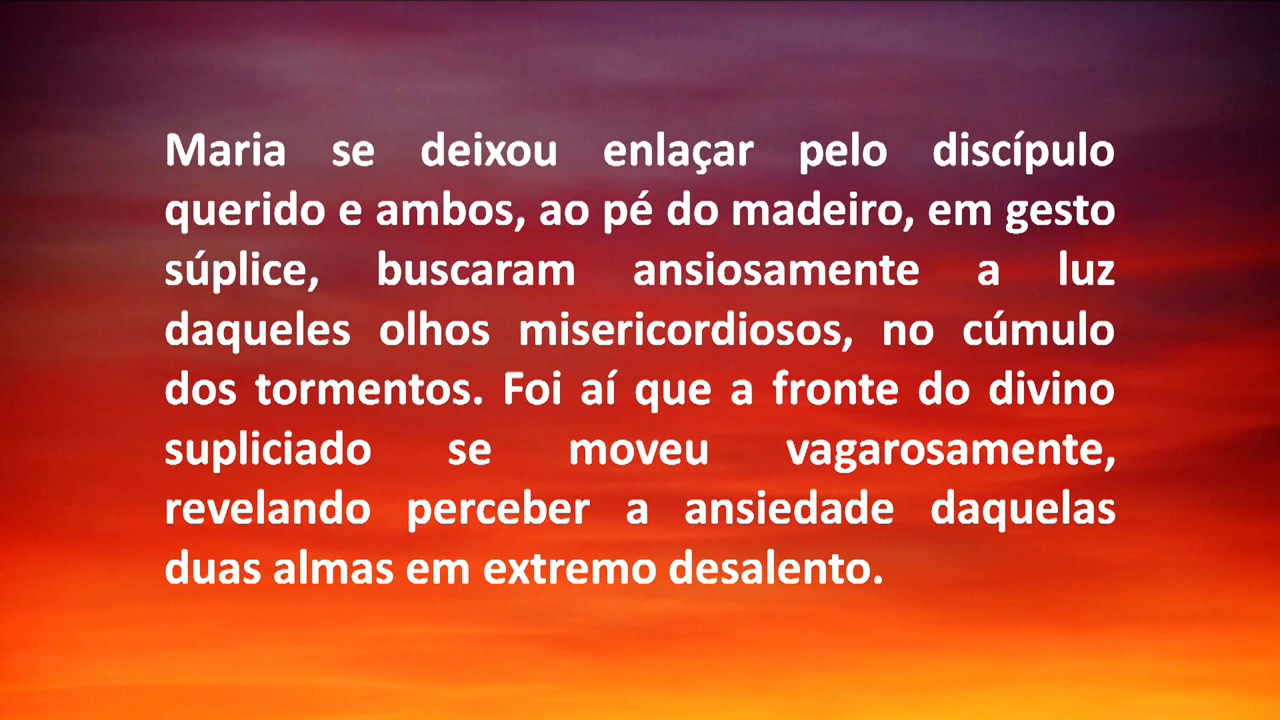 Maria se deixou enlaçar pelo discípulo
querido e ambos, ao pé do madeiro, em gesto
súplice, buscaram ansiosamente a luz
daqueles olhos misericordiosos, no cúmulo
dos tormentos. Foi aí que a fronte do divino
supliciado se moveu vagarosamente,
revelando perceber a ansiedade daquelas
duas almas em extremo desalento.